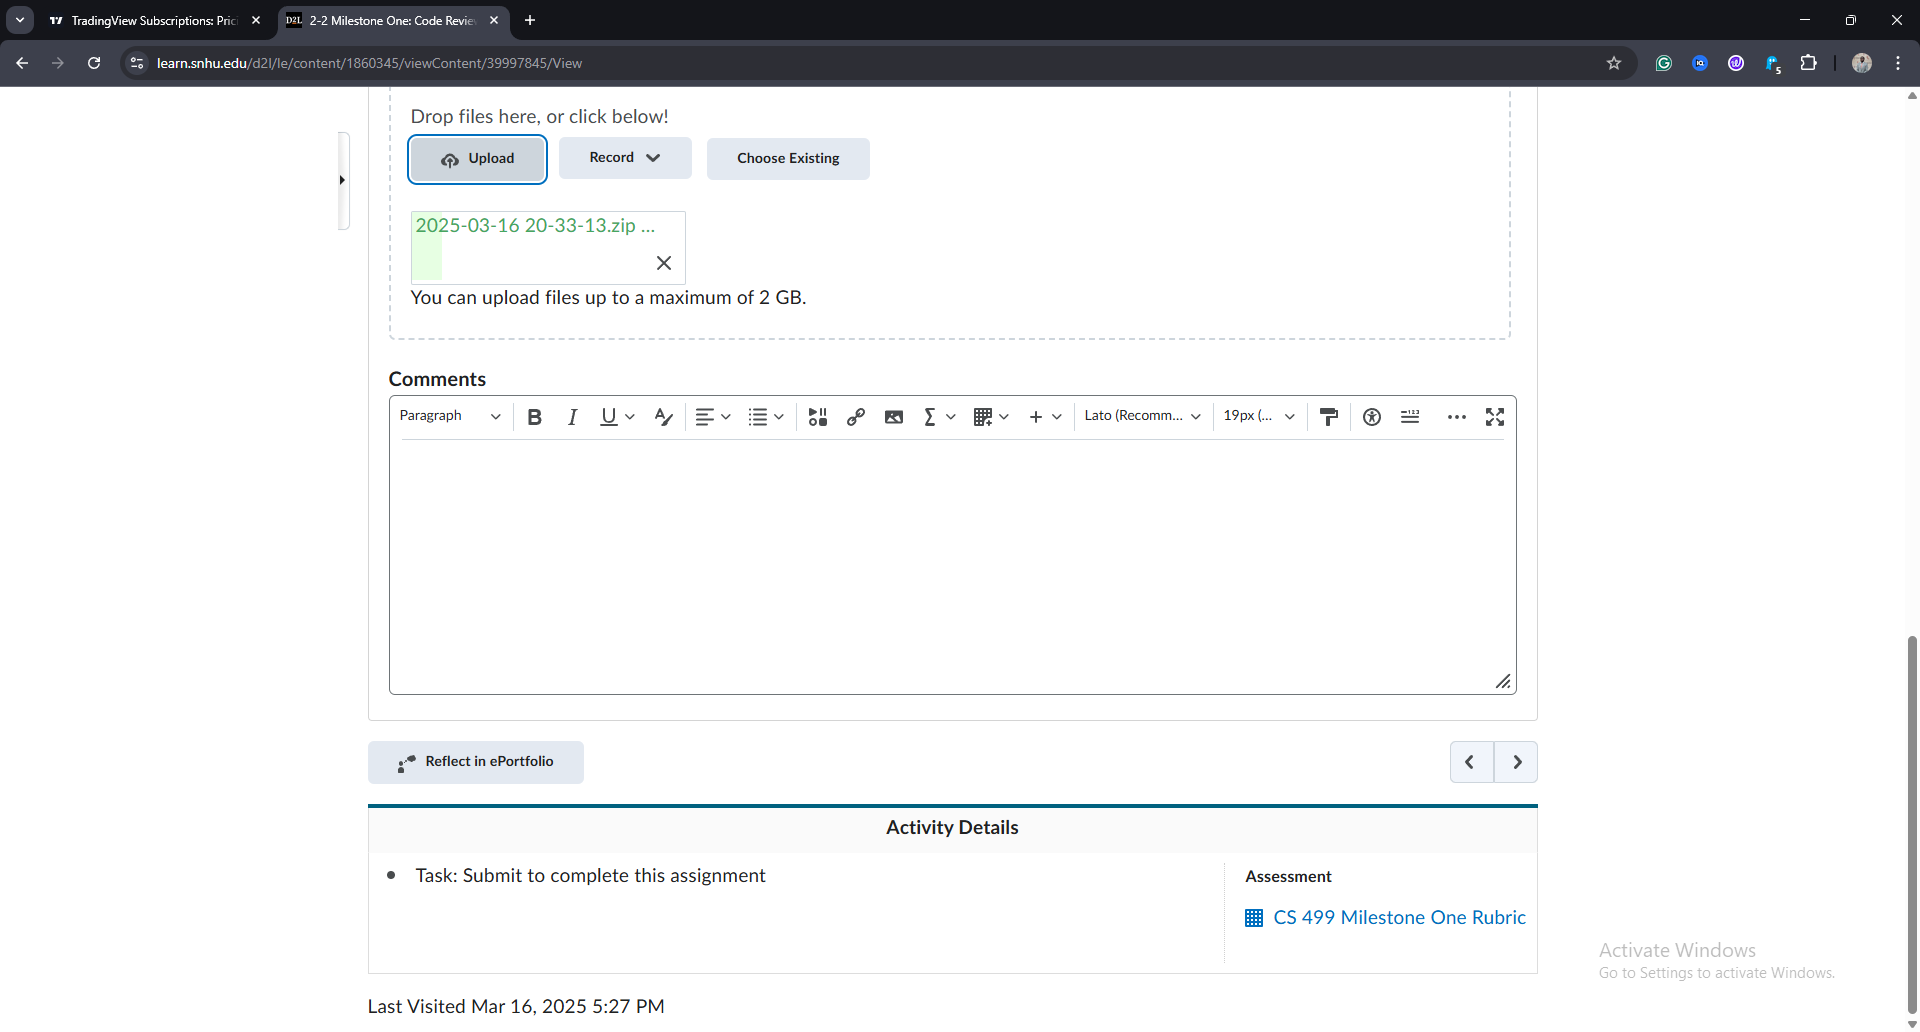 TradingView Subscriptions: Pric
D2L 2-2 Milestone One: Code Revie
learn.snhu.edu/d2l/le/content/1860345/viewContent/39997845/View
5
Drop files here, or click below!
Upload
Record
Choose Existing
2025-03-16 20-33-13.zip ...
You can upload files up to a maximum of 2 GB.
Comments
Paragraph
B I U
Lato (Recomm...
19px (...
Reflect in ePortfolio
Activity Details
Task: Submit to complete this assignment
Assessment
CS 499 Milestone One Rubric
Activate Windows
Go to Settings to activate Windows.
Last Visited Mar 16, 2025 5:27 PM